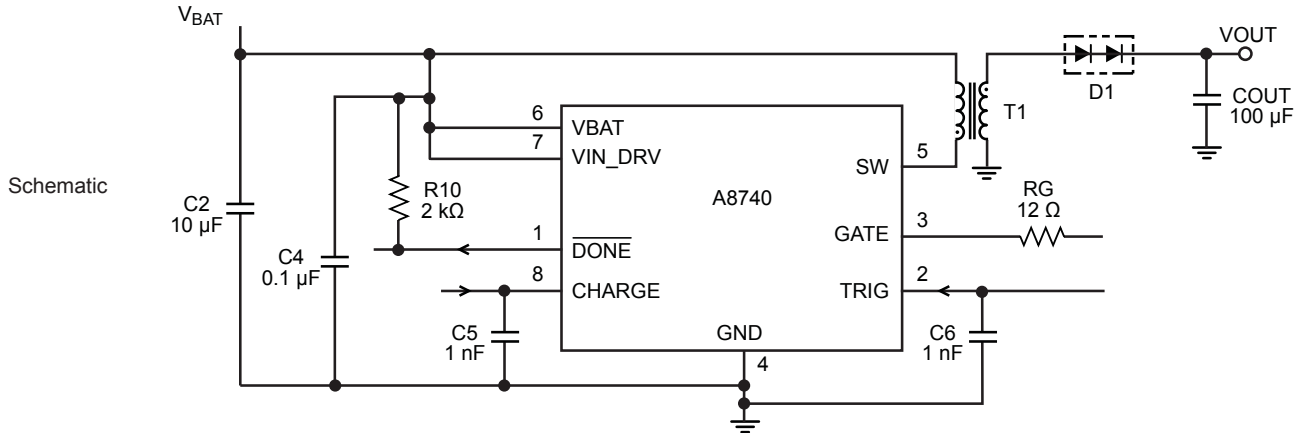 VBAT
VOUT
D1
COUT
100 µF
T1
6
VBAT
7
VIN_DRV
5
SW
Schematic
R10
2 kΩ
A8740
RG
12 Ω
C2
10 µF
3
GATE
1
DONE
C4
0.1 µF
8
CHARGE
2
TRIG
GND
C5
1 nF
C6
1 nF
4